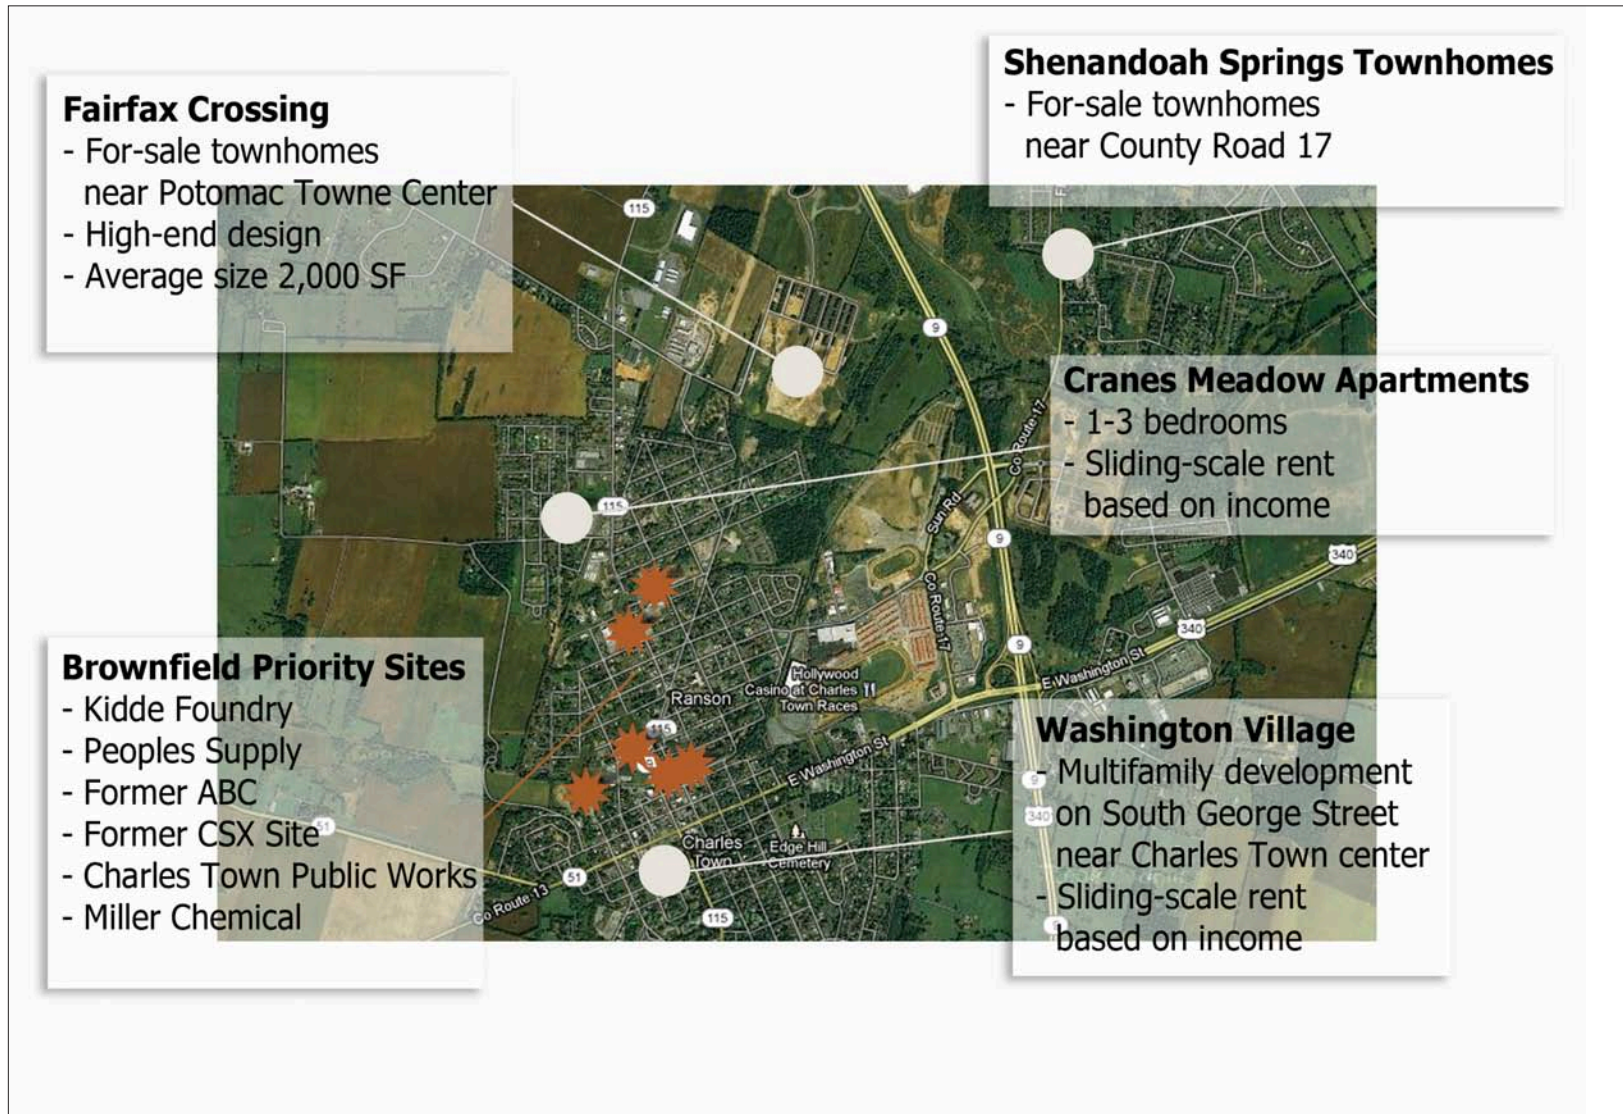 Fairfax Crossing
- For-sale townhomes
near Potomac Towne Center
- High-end design
- Average size 2,000 SF
Shenandoah Springs Townhomes
- For-sale townhomes
near County Road 17
Cranes Meadow Apartments
- 1-3 bedrooms
- Sliding-scale rent
based on income
Brownfield Priority Sites
- Kidde Foundry
- Peoples Supply
- Former ABC
- Former CSX Site
- Charles Town Public Works
- Miller Chemical
Washington Village
- Multifamily development
on South George Street
near Charles Town center
- Sliding-scale rent
based on income
115
9
Co Route 17
Sun Rd
115
9
340
Co Route 17
340
9
E Washington St
Hollywood
Casino at Charles
Town Races
Ranson
115
E Washington St
9
340
51
Charles
Town
Edge Hill
Cemetery
51
Co Route 13
115
9